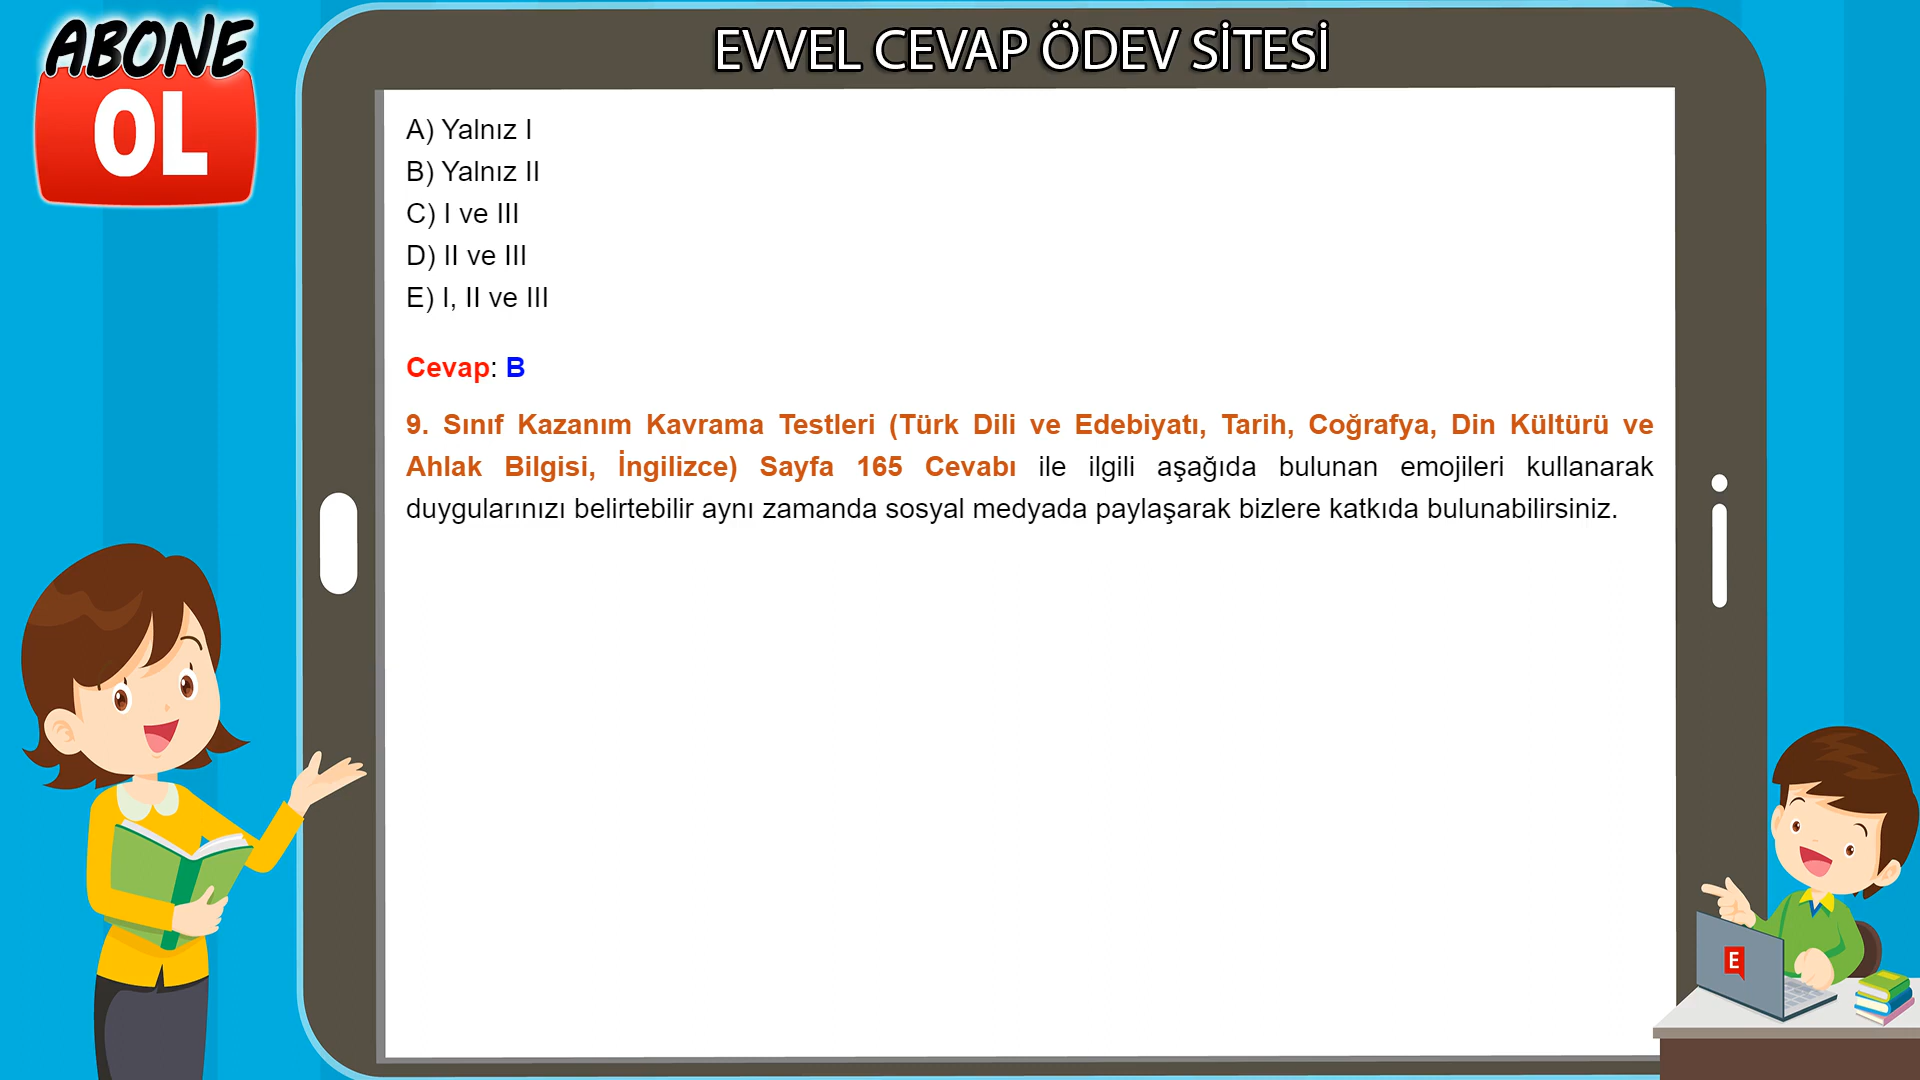 ABONE
OL
EVVEL CEVAP ÖDEV SİTESİ
A) Yalnız I
B) Yalnız II
C) I ve III
D) II ve III
E) I, II ve III
Cevap: B
9. Sınıf Kazanım Kavrama Testleri (Türk Dili ve Edebiyatı, Tarih, Coğrafya, Din Kültürü ve
Ahlak Bilgisi, İngilizce) Sayfa 165 Cevabı ile ilgili aşağıda bulunan emojileri kullanarak
duygularınızı belirtebilir aynı zamanda sosyal medyada paylaşarak bizlere katkıda bulunabilirsiniz.
E